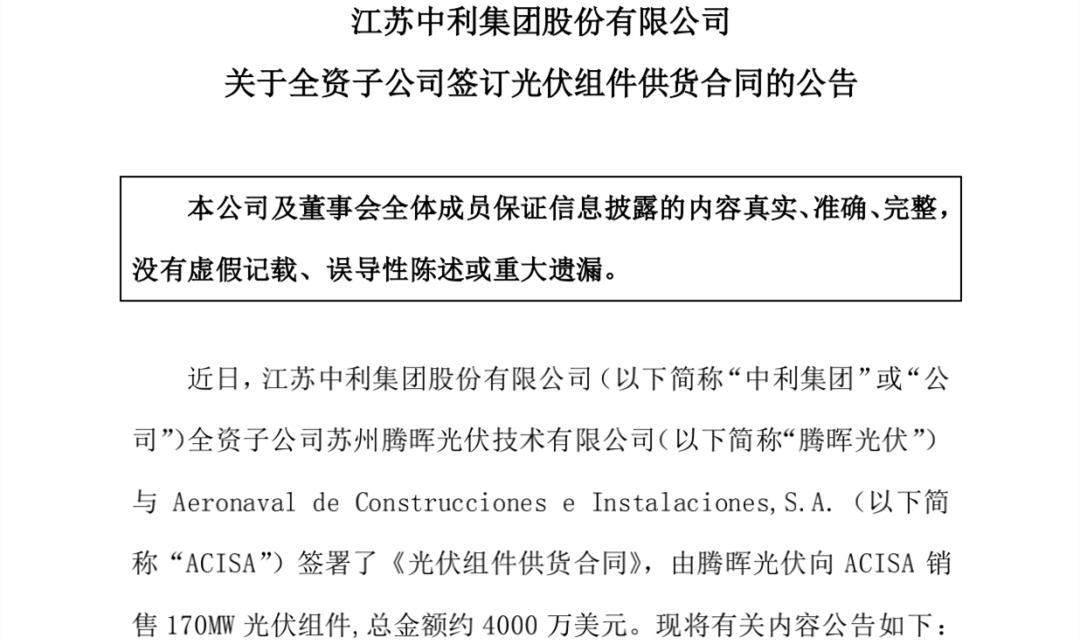 江苏中利集团股份有限公司
关于全资子公司签订光伏组件供货合同的公告
本公司及董事会全体成员保证信息披露的内容真实、准确、完整，
没有虚假记载、误导性陈述或重大遗漏。
近日，江苏中利集团股份有限公司（以下简称“中利集团”或“公
司”）全资子公司苏州腾晖光伏技术有限公司（以下简称“腾晖光伏”）
与 Aeronaval de Construcciones e Instalaciones,S.A.（以下简
称“ACISA”）签署了《光伏组件供货合同》，由腾晖光伏向 ACISA 销
售 170MW 光伏组件,总金额约 4000 万美元。现将有关内容公告如下：